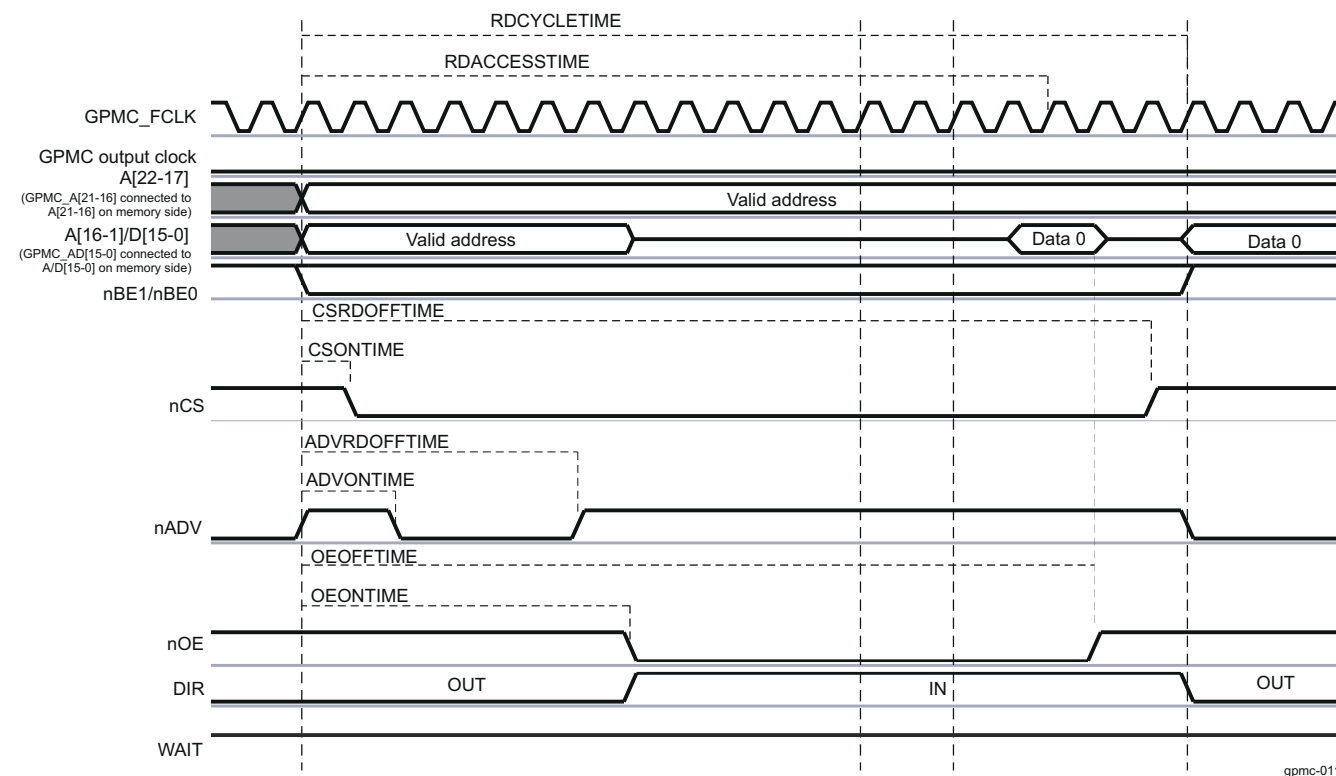 RDCYCLETIME
RDACCESSTIME
GPMC_FCLK
GPMC output clock
A[22-17]
(GPMC_A[21-16] connected to
A[21-16] on memory side)
Valid address
A[16-1]/D[15-0]
(GPMC_AD[15-0] connected to
A/D[15-0] on memory side)
Valid address
Data 0
Data 0
nBE1/nBE0
CSRDOFFTIME
CSONTIME
nCS
ADVRDOFFTIME
ADVONTIME
nADV
OEOFFTIME
OEONTIME
nOE
DIR
OUT
IN
OUT
WAIT
gpmc-011